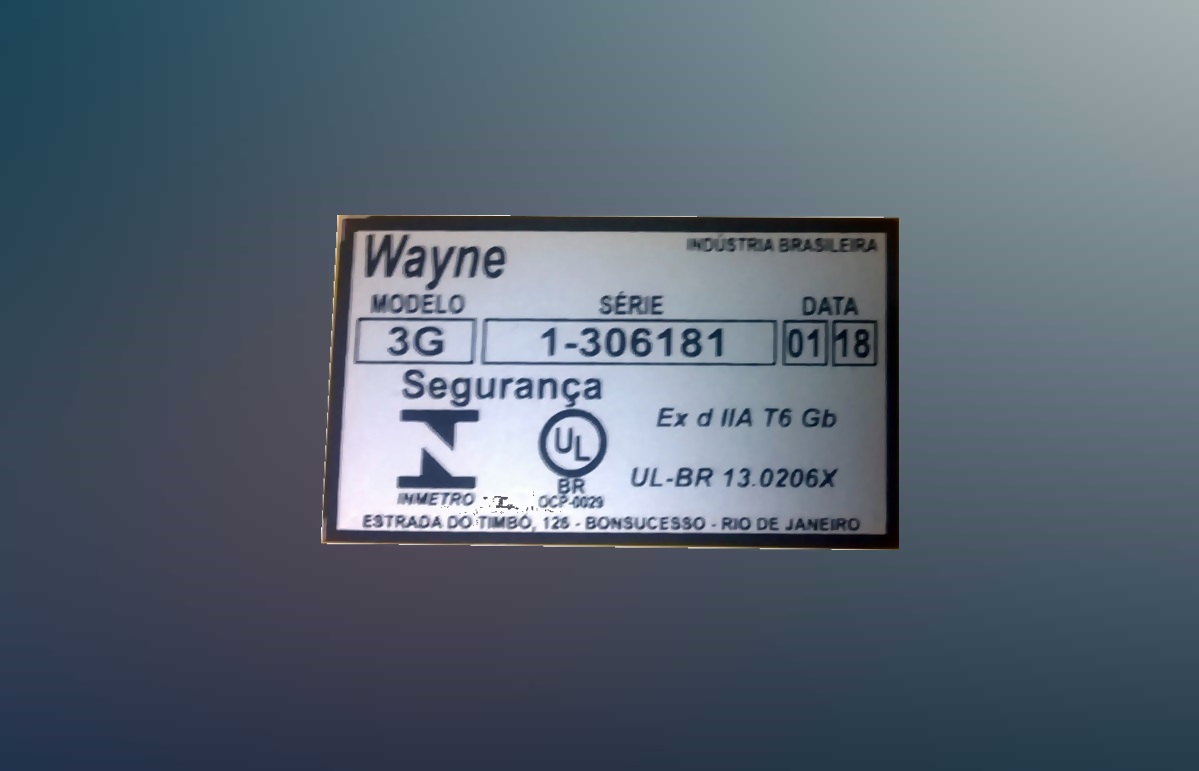 Wayne
INDÚSTRIA BRASILEIRA
MODELO SÉRIE DATA
3G 1-306181 01 18
Segurança
Ex d IIA T6 Gb
UL
UL-BR 13.0206X
BR
INMETRO OCP-0029
ESTRADA DO TIMBÓ, 126 - BONSUCESSO - RIO DE JANEIRO